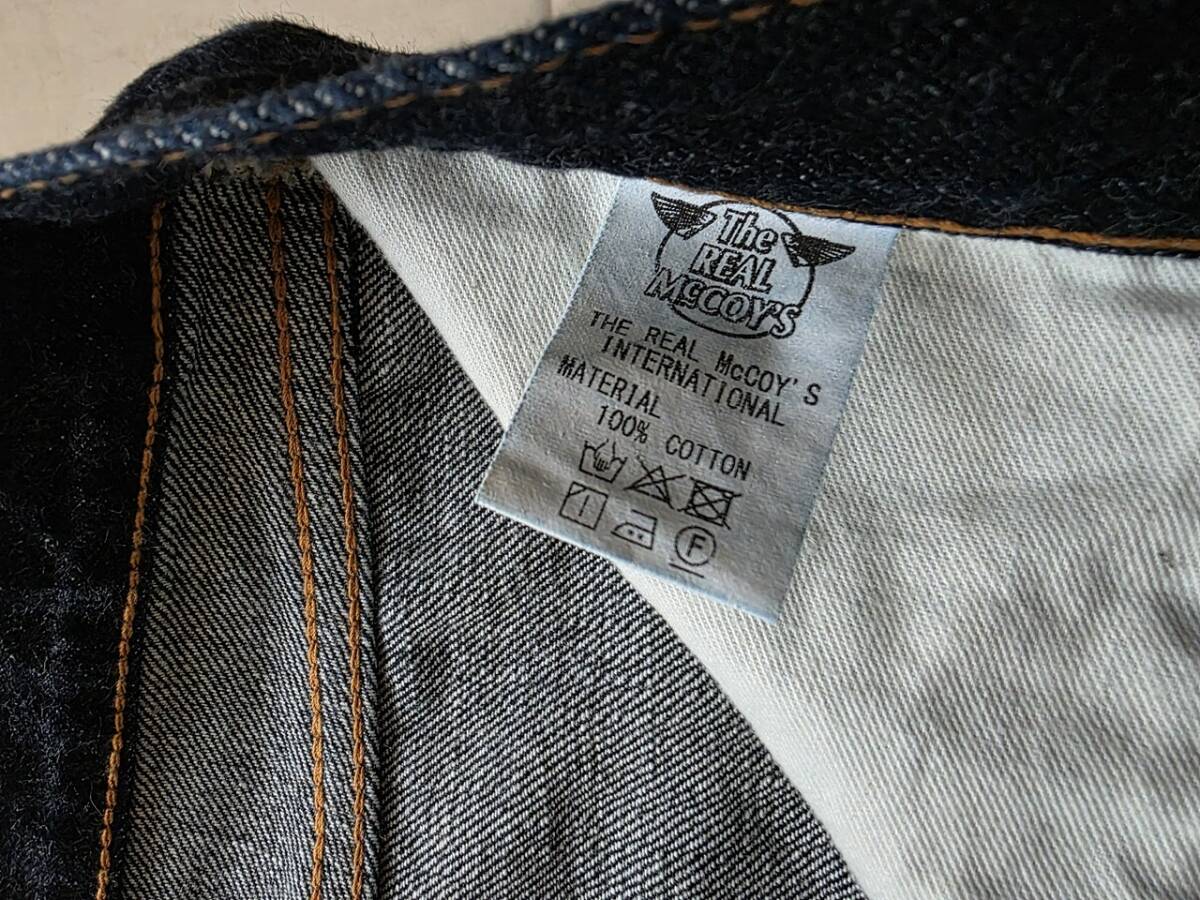 The
REAL
McCOY'S
THE REAL McCOY'S
INTERNATIONAL
MATERIAL
100% COTTON
F